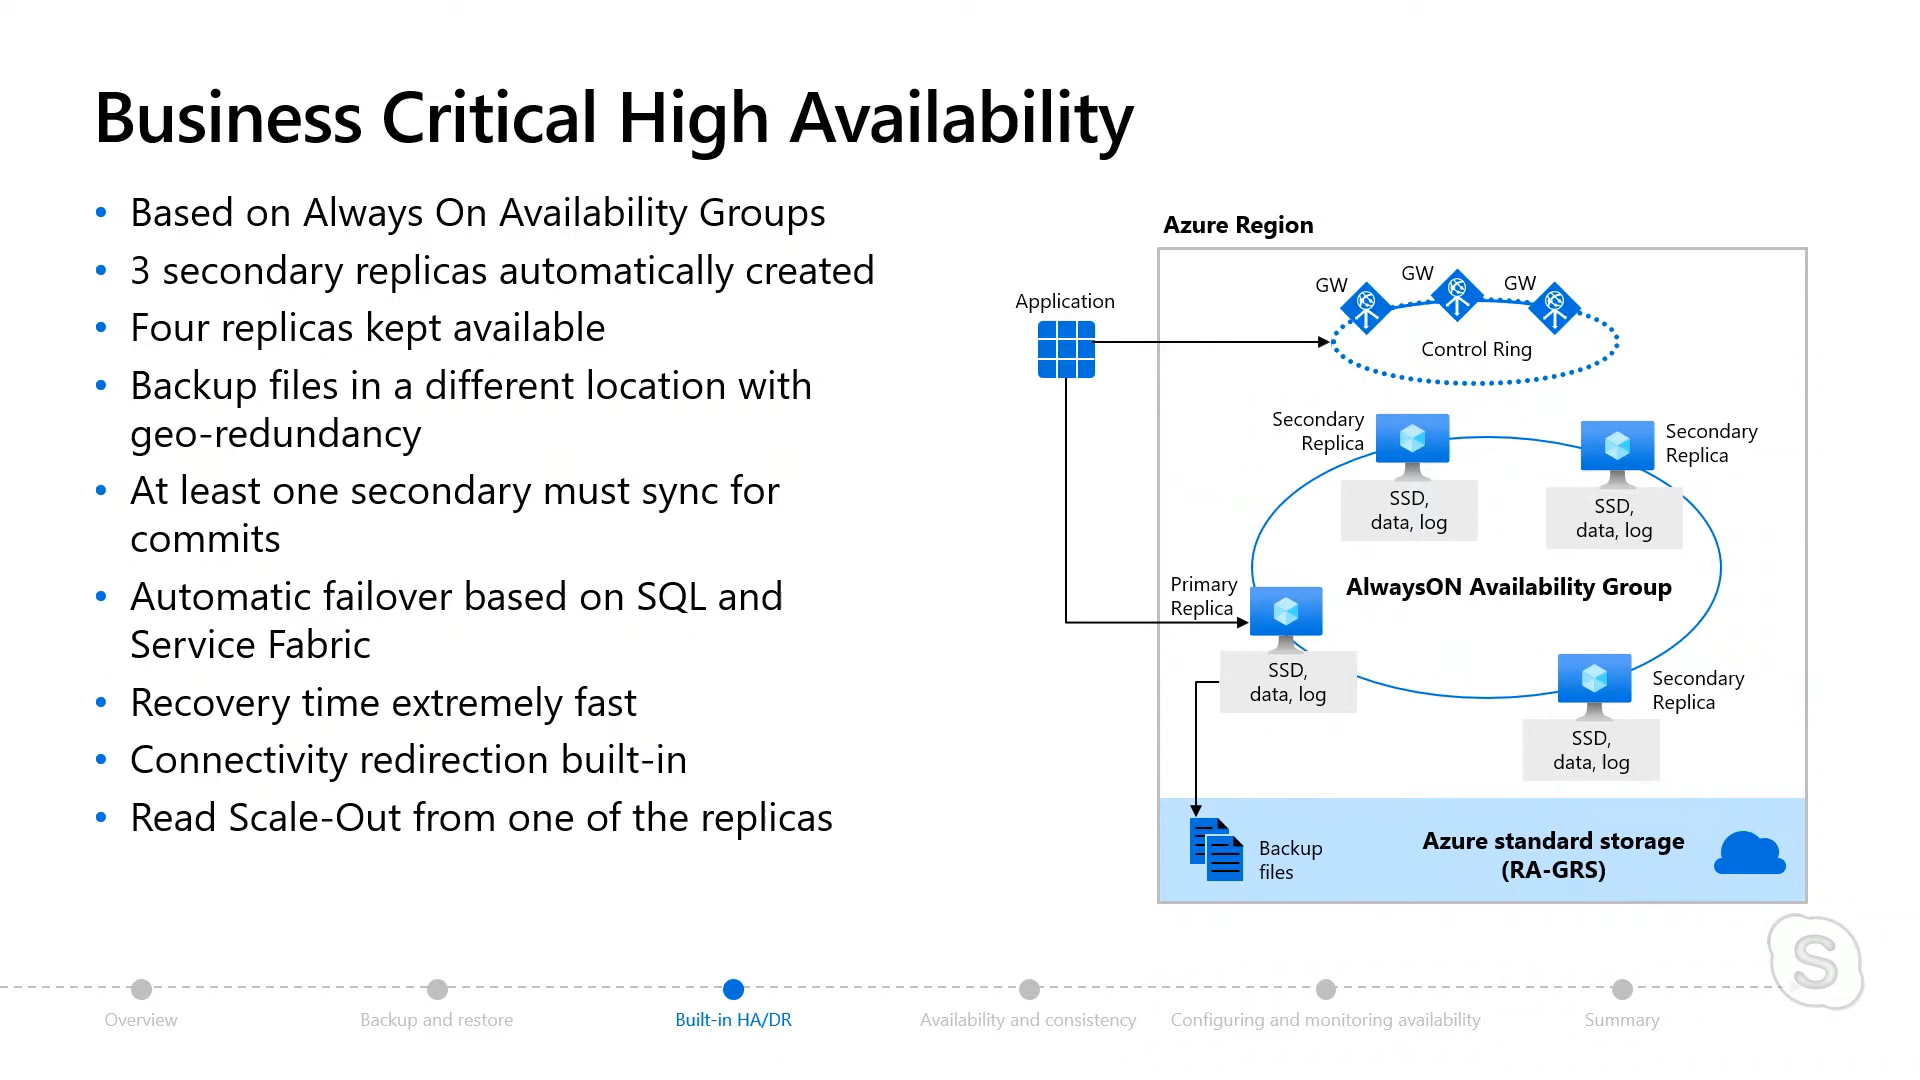 Business Critical High Availability
• Based on Always On Availability Groups
• 3 secondary replicas automatically created
• Four replicas kept available
• Backup files in a different location with
geo-redundancy
• At least one secondary must sync for
commits
• Automatic failover based on SQL and
Service Fabric
• Recovery time extremely fast
• Connectivity redirection built-in
• Read Scale-Out from one of the replicas
Azure Region
Application
GW
GW
GW
Control Ring
Secondary
Replica
SSD,
data, log
Secondary
Replica
SSD,
data, log
AlwaysON Availability Group
Primary
Replica
SSD,
data, log
Secondary
Replica
SSD,
data, log
Backup
files
Azure standard storage
(RA-GRS)
S
Overview
Backup and restore
Built-in HA/DR
Availability and consistency
Configuring and monitoring availability
Summary